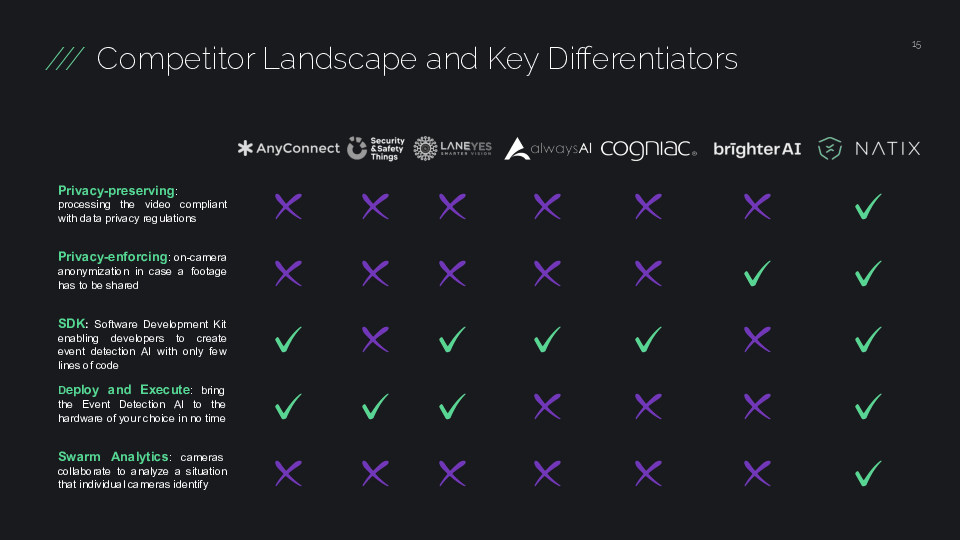 Competitor Landscape and Key Differentiators
15
AnyConnect
Security
&Safety
Things
LANEYES
SMARTER VISION
alwaysAI
cogniac®
brighter AI
NATIX
Privacy-preserving:
processing the video compliant
with data privacy regulations
Privacy-enforcing: on-camera
anonymization in case a footage
has to be shared
SDK: Software Development Kit
enabling developers to create
event detection AI with only few
lines of code
Deploy and Execute: bring
the Event Detection AI to the
hardware of your choice in no time
Swarm Analytics: cameras
collaborate to analyze a situation
that individual cameras identify